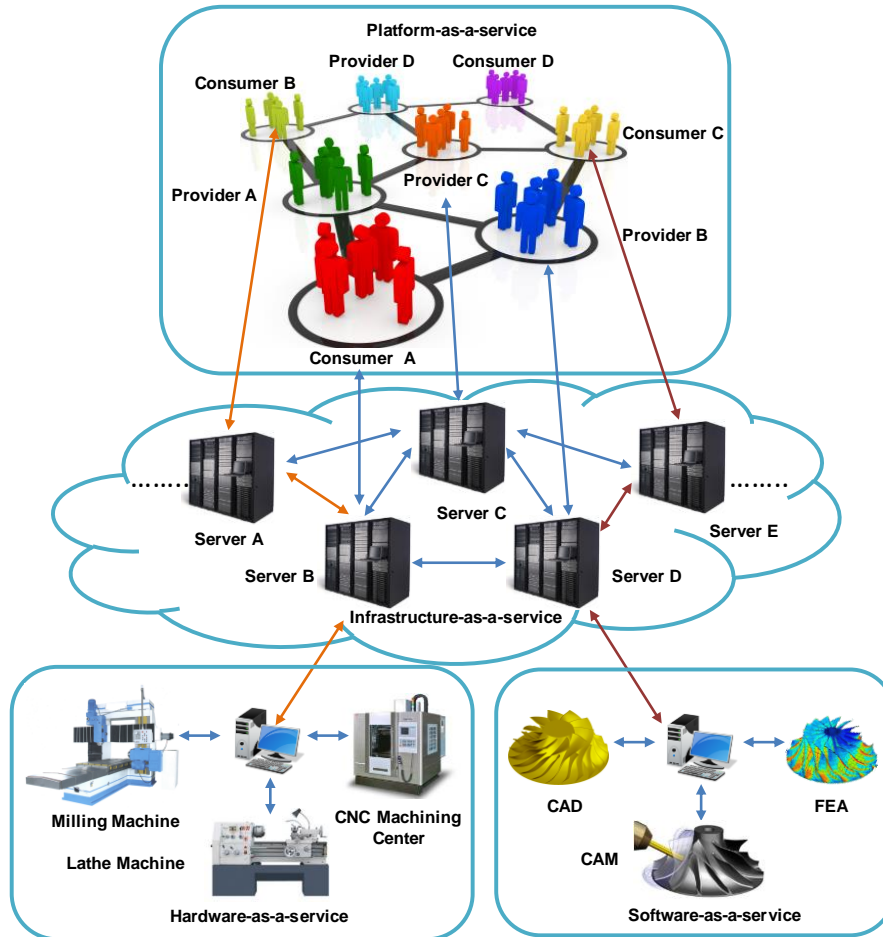 Platform-as-a-service
Provider D
Consumer D
Consumer B
Consumer C
Provider C
Provider A
Provider B
Consumer A
Server C
........
........
Server A
Server E
Server B
Server D
Infrastructure-as-a-service
Milling Machine
CNC Machining
Center
Lathe Machine
Hardware-as-a-service
CAD
FEA
CAM
Software-as-a-service